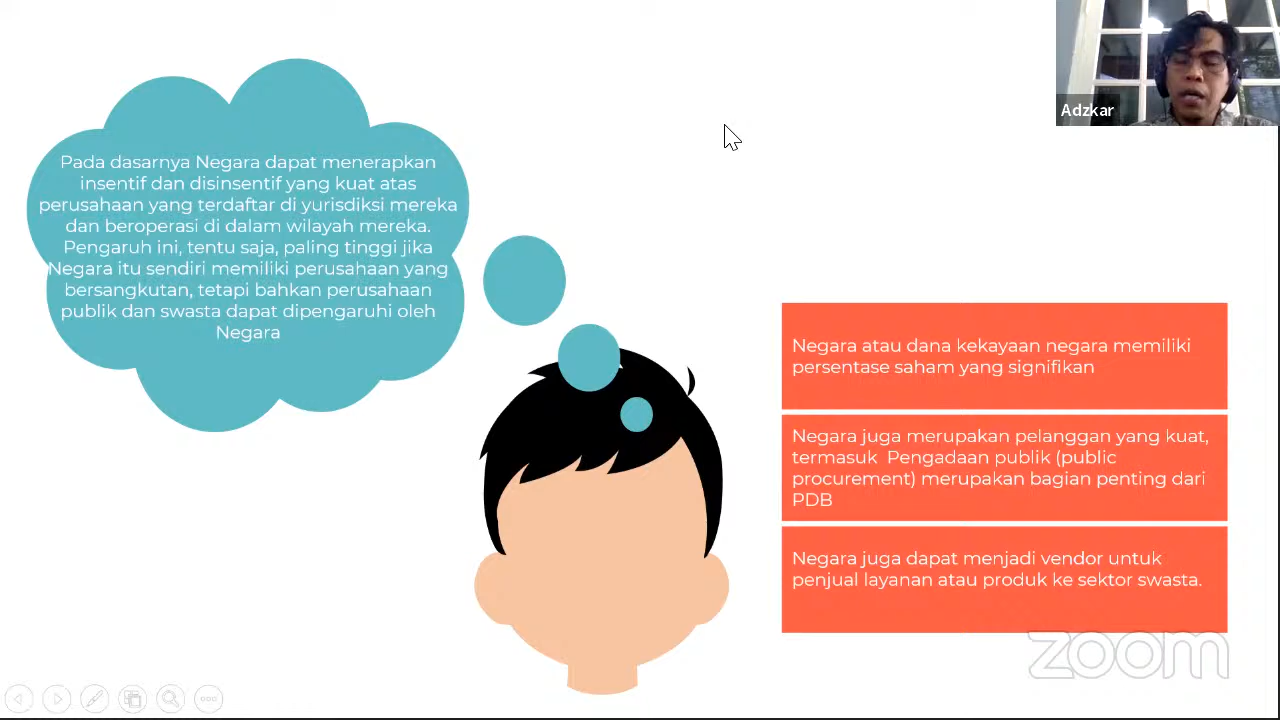 Adzkar
Pada dasarnya Negara dapat menerapkan
insentif dan disinsentif yang kuat atas
perusahaan yang terdaftar di yurisdiksi mereka
dan beroperasi di dalam wilayah mereka.
Pengaruh ini, tentu saja, paling tinggi jika
Negara itu sendiri memiliki perusahaan yang
bersangkutan, tetapi bahkan perusahaan
publik dan swasta dapat dipengaruhi oleh
Negara
Negara atau dana kekayaan negara memiliki
persentase saham yang signifikan
Negara juga merupakan pelanggan yang kuat,
termasuk  Pengadaan publik (public
procurement) merupakan bagian penting dari
PDB
Negara juga dapat menjadi vendor untuk
penjual layanan atau produk ke sektor swasta.
zoom